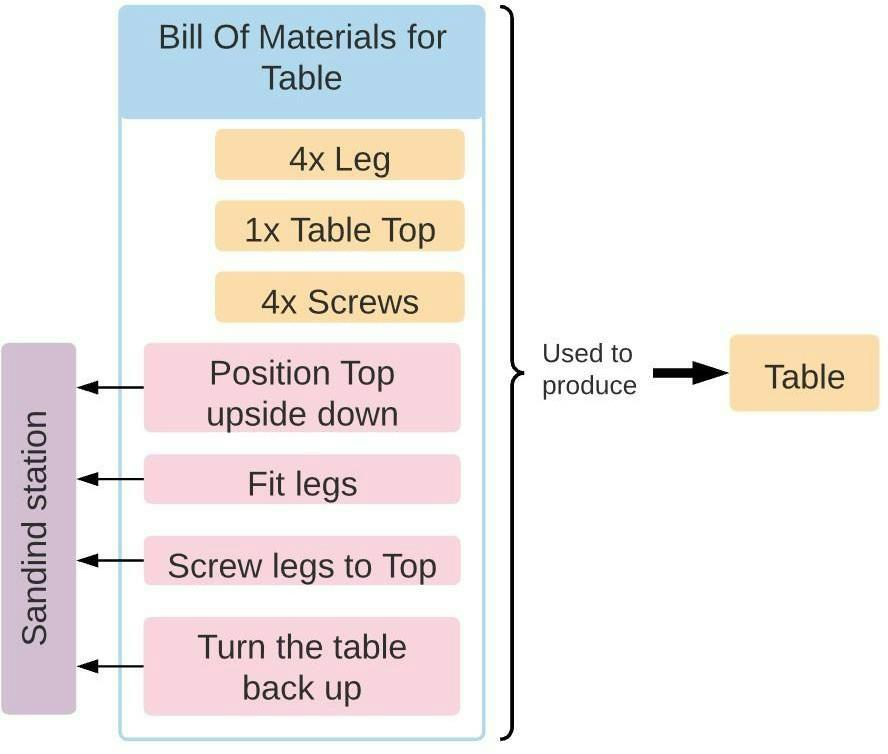 Bill Of Materials for
Table
4x Leg
1x Table Top
4x Screws
Position Top
upside down
Fit legs
Screw legs to Top
Turn the table
back up
Sandind station
Used to
produce
Table